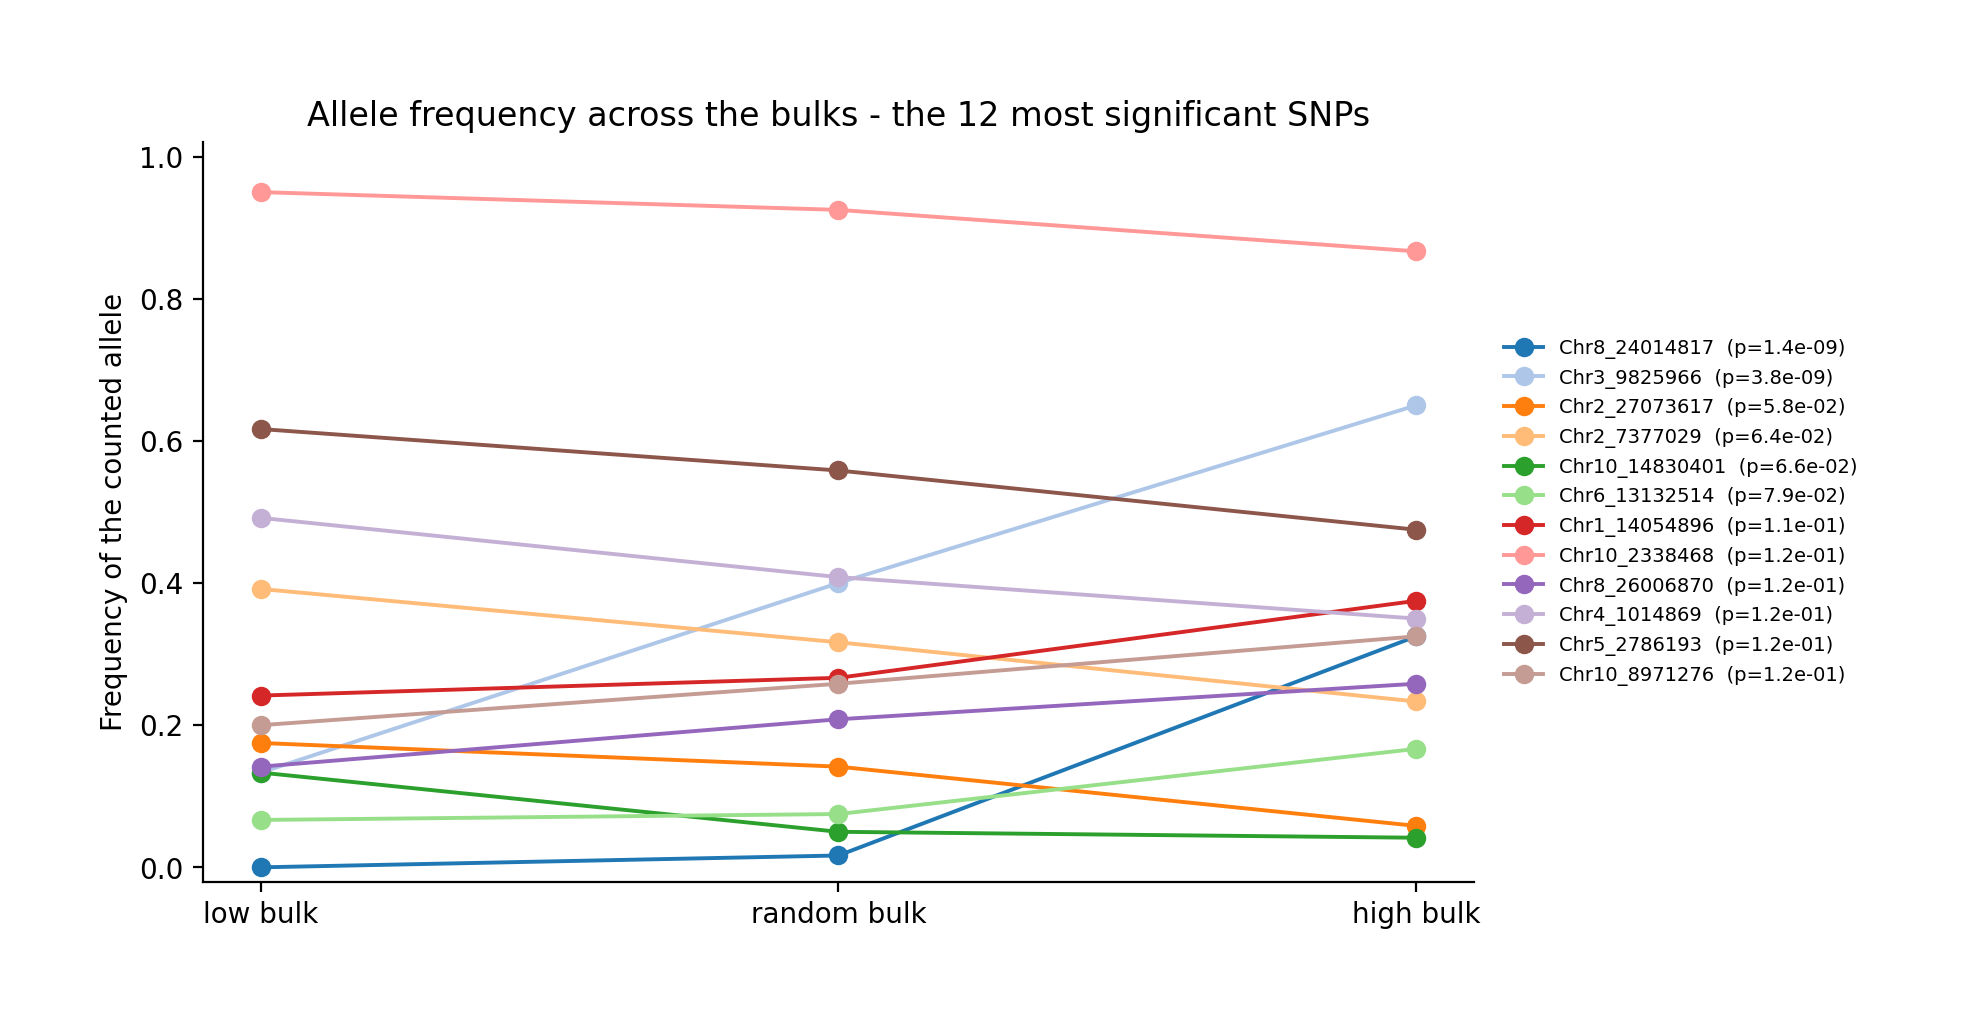 Allele frequency across the bulks - the 12 most significant SNPs
Frequency of the counted allele
1.0
0.8
0.6
0.4
0.2
0.0
low bulk
random bulk
high bulk
Chr8_24014817 (p=1.4e-09)
Chr3_9825966 (p=3.8e-09)
Chr2_27073617 (p=5.8e-02)
Chr2_7377029 (p=6.4e-02)
Chr10_14830401 (p=6.6e-02)
Chr6_13132514 (p=7.9e-02)
Chr1_14054896 (p=1.1e-01)
Chr10_2338468 (p=1.2e-01)
Chr8_26006870 (p=1.2e-01)
Chr4_1014869 (p=1.2e-01)
Chr5_2786193 (p=1.2e-01)
Chr10_8971276 (p=1.2e-01)